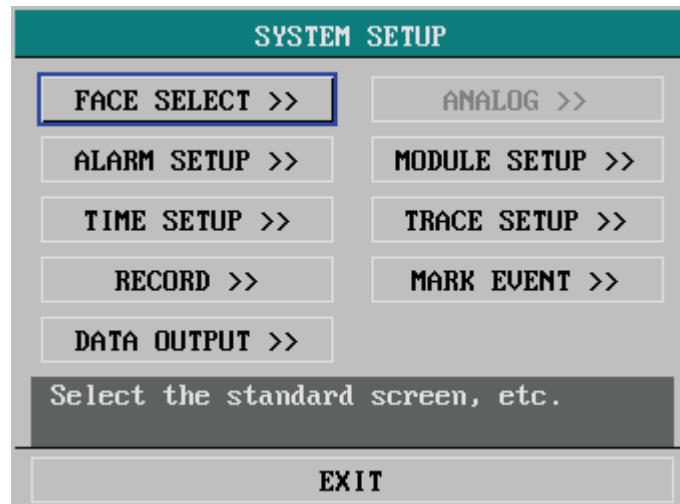 SYSTEM SETUP
FACE SELECT >> ANALOG >>
ALARM SETUP >> MODULE SETUP >>
TIME SETUP >> TRACE SETUP >>
RECORD >> MARK EVENT >>
DATA OUTPUT >>
Select the standard screen, etc.
EXIT